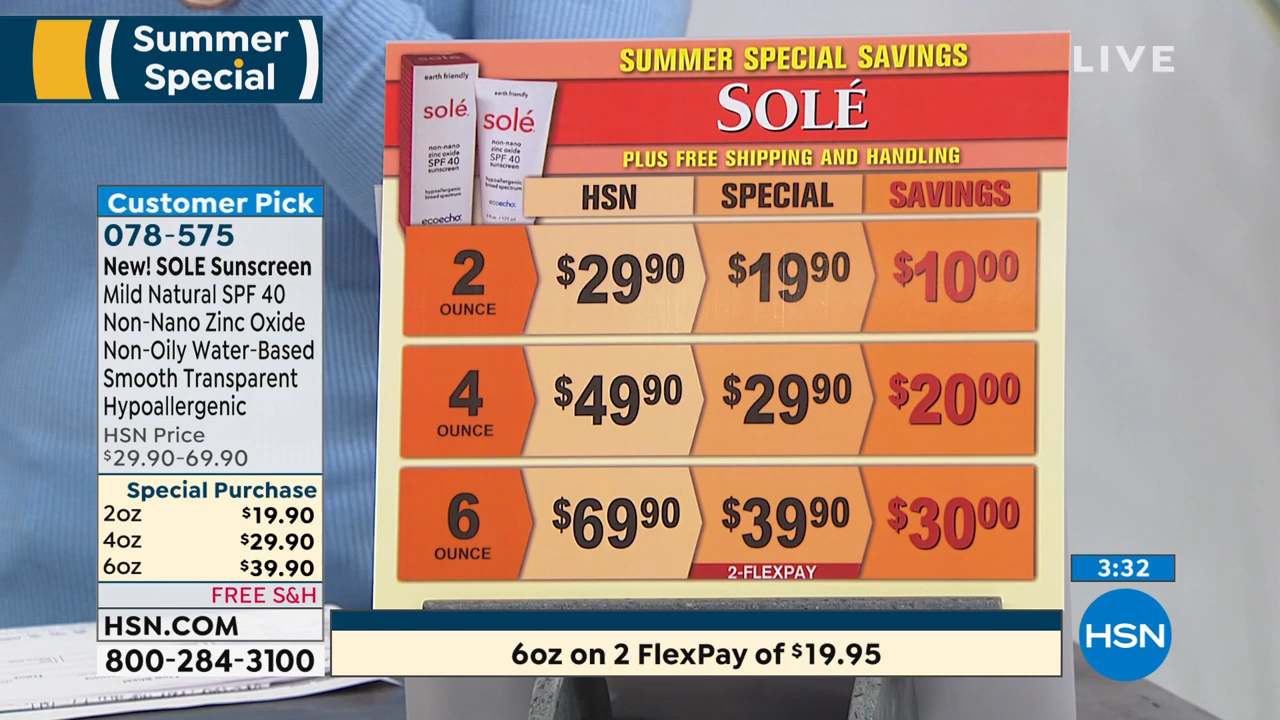 Summer
Special
LIVE
SUMMER SPECIAL SAVINGS
SOLÉ
PLUS FREE SHIPPING AND HANDLING
earth friendly
solé
non-nano
zinc oxide
SPF 40
sunscreen
hypoallergenic
broad spectrum
ecoecho
earth friendly
solé
non-nano
zinc oxide
SPF 40
sunscreen
hypoallergenic
broad spectrum
ecoecho
HSN SPECIAL SAVINGS
2 OUNCE $29.90 $19.90 $10.00
4 OUNCE $49.90 $29.90 $20.00
6 OUNCE $69.90 $39.90 $30.00
2-FLEXPAY
Customer Pick
078-575
New! SOLE Sunscreen
Mild Natural SPF 40
Non-Nano Zinc Oxide
Non-Oily Water-Based
Smooth Transparent
Hypoallergenic
HSN Price
$29.90-69.90
Special Purchase
2oz $19.90
4oz $29.90
6oz $39.90
FREE S&H
HSN.COM
800-284-3100
6oz on 2 FlexPay of $19.95
3:32
HSN